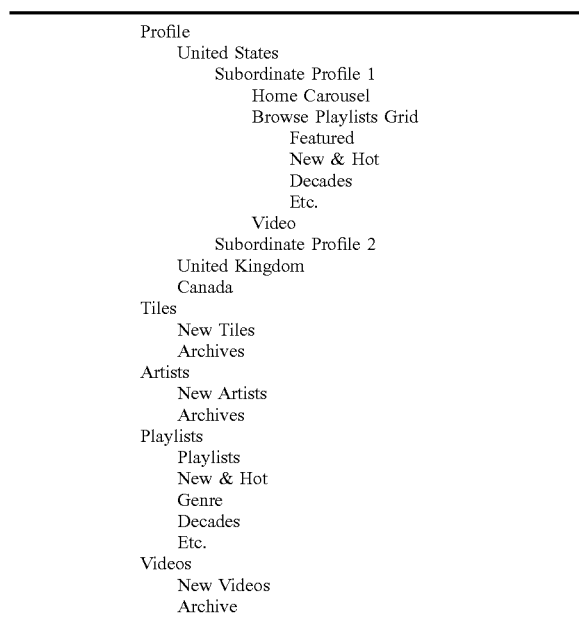 Profile
United States
Subordinate Profile 1
Home Carousel
Browse Playlists Grid
Featured
New & Hot
Decades
Etc.
Video
Subordinate Profile 2
United Kingdom
Canada
Tiles
New Tiles
Archives
Artists
New Artists
Archives
Playlists
Playlists
New & Hot
Genre
Decades
Etc.
Videos
New Videos
Archive